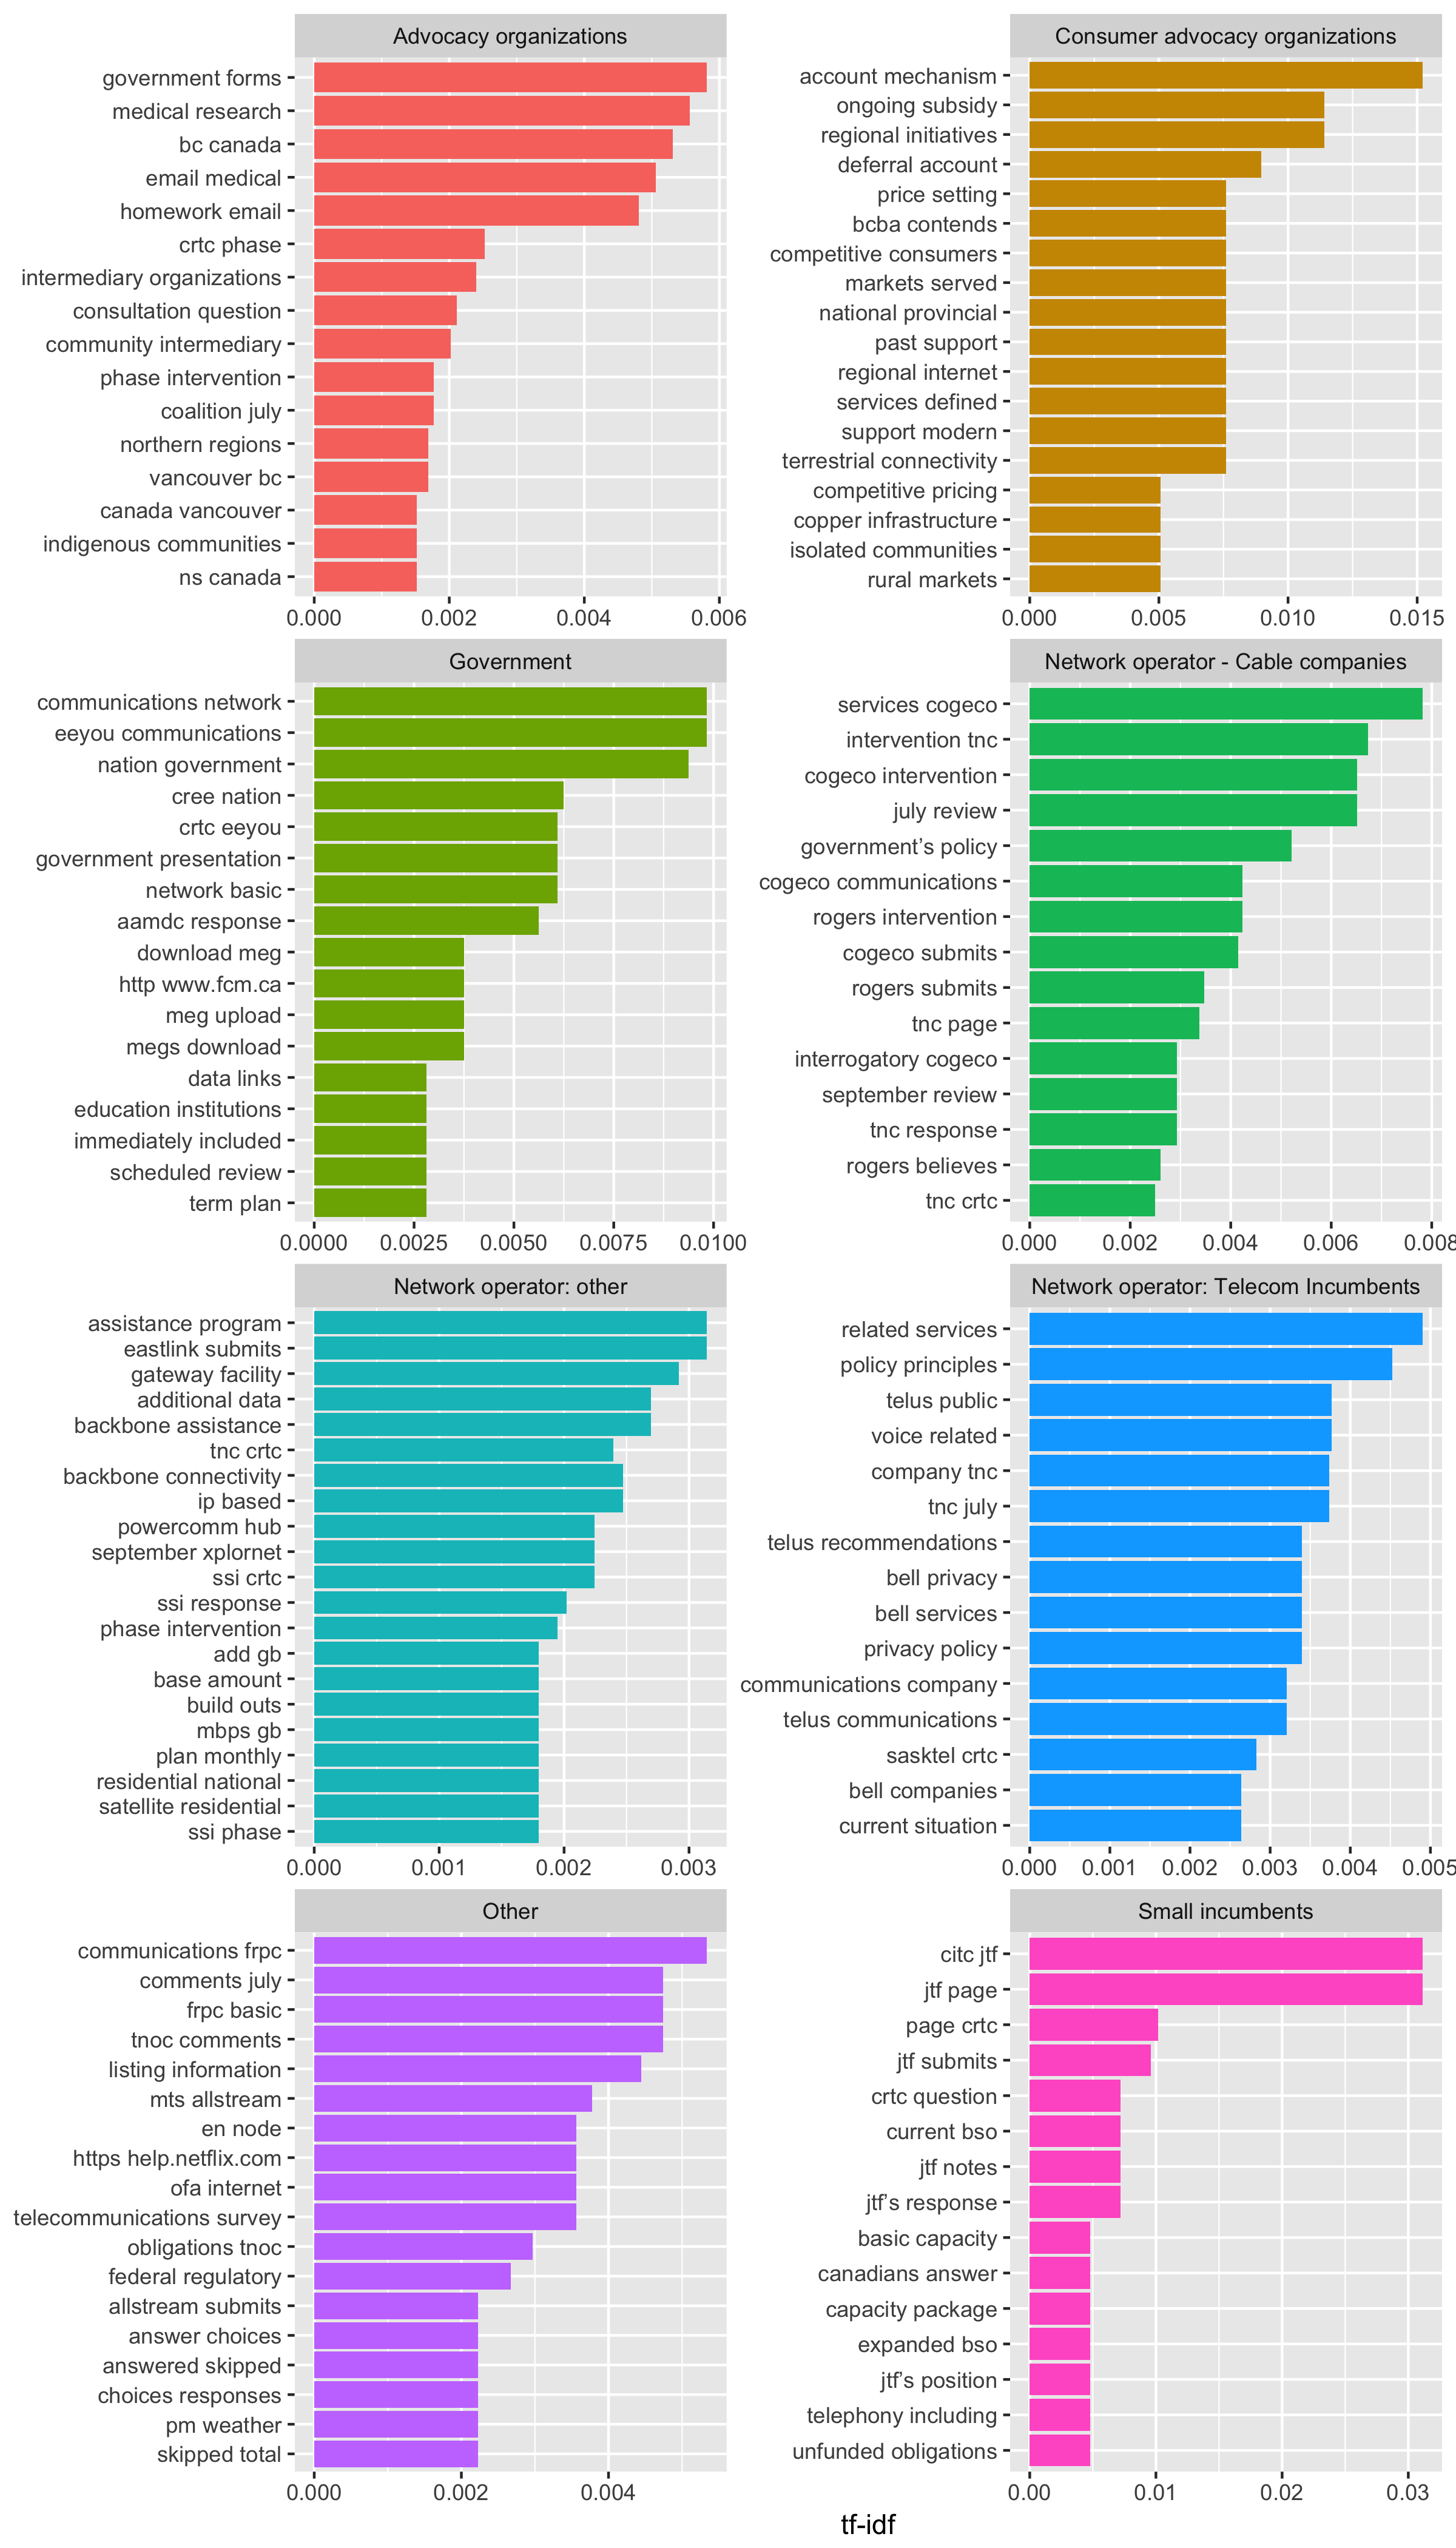 Advocacy organizations
government forms
medical research
bc canada
email medical
homework email
crtc phase
intermediary organizations
consultation question
community intermediary
phase intervention
coalition july
northern regions
vancouver bc
canada vancouver
indigenous communities
ns canada
0.000 0.002 0.004 0.006
Consumer advocacy organizations
account mechanism
ongoing subsidy
regional initiatives
deferral account
price setting
bcba contends
competitive consumers
markets served
national provincial
past support
regional internet
services defined
support modern
terrestrial connectivity
competitive pricing
copper infrastructure
isolated communities
rural markets
0.000 0.005 0.010 0.015
Government
communications network
eeyou communications
nation government
cree nation
crtc eeyou
government presentation
network basic
aamdc response
download meg
http www.fcm.ca
meg upload
megs download
data links
education institutions
immediately included
scheduled review
term plan
0.0000 0.0025 0.0050 0.0075 0.0100
Network operator - Cable companies
services cogeco
intervention tnc
cogeco intervention
july review
government’s policy
cogeco communications
rogers intervention
cogeco submits
rogers submits
tnc page
interrogatory cogeco
september review
tnc response
rogers believes
tnc crtc
0.000 0.002 0.004 0.006 0.008
Network operator: other
assistance program
eastlink submits
gateway facility
additional data
backbone assistance
tnc crtc
backbone connectivity
ip based
powercomm hub
september xplornet
ssi crtc
ssi response
phase intervention
add gb
base amount
build outs
mbps gb
plan monthly
residential national
satellite residential
ssi phase
0.000 0.001 0.002 0.003
Network operator: Telecom Incumbents
related services
policy principles
telus public
voice related
company tnc
tnc july
telus recommendations
bell privacy
bell services
privacy policy
communications company
telus communications
sasktel crtc
bell companies
current situation
0.000 0.001 0.002 0.003 0.004 0.005
Other
communications frpc
comments july
frpc basic
tnoc comments
listing information
mts allstream
en node
https help.netflix.com
ofa internet
telecommunications survey
obligations tnoc
federal regulatory
allstream submits
answer choices
answered skipped
choices responses
pm weather
skipped total
0.000 0.002 0.004
Small incumbents
citc jtf
jtf page
page crtc
jtf submits
crtc question
current bso
jtf notes
jtf’s response
basic capacity
canadians answer
capacity package
expanded bso
jtf’s position
telephony including
unfunded obligations
0.00 0.01 0.02 0.03
tf-idf